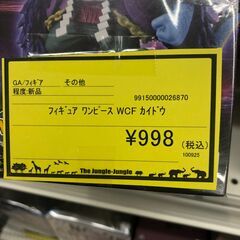 GA/フィギア その他
程度:新品
99150000026870
フィギュア ワンピース WCF カイドウ
¥998 (税込)
100925
The Jungle-Jungle